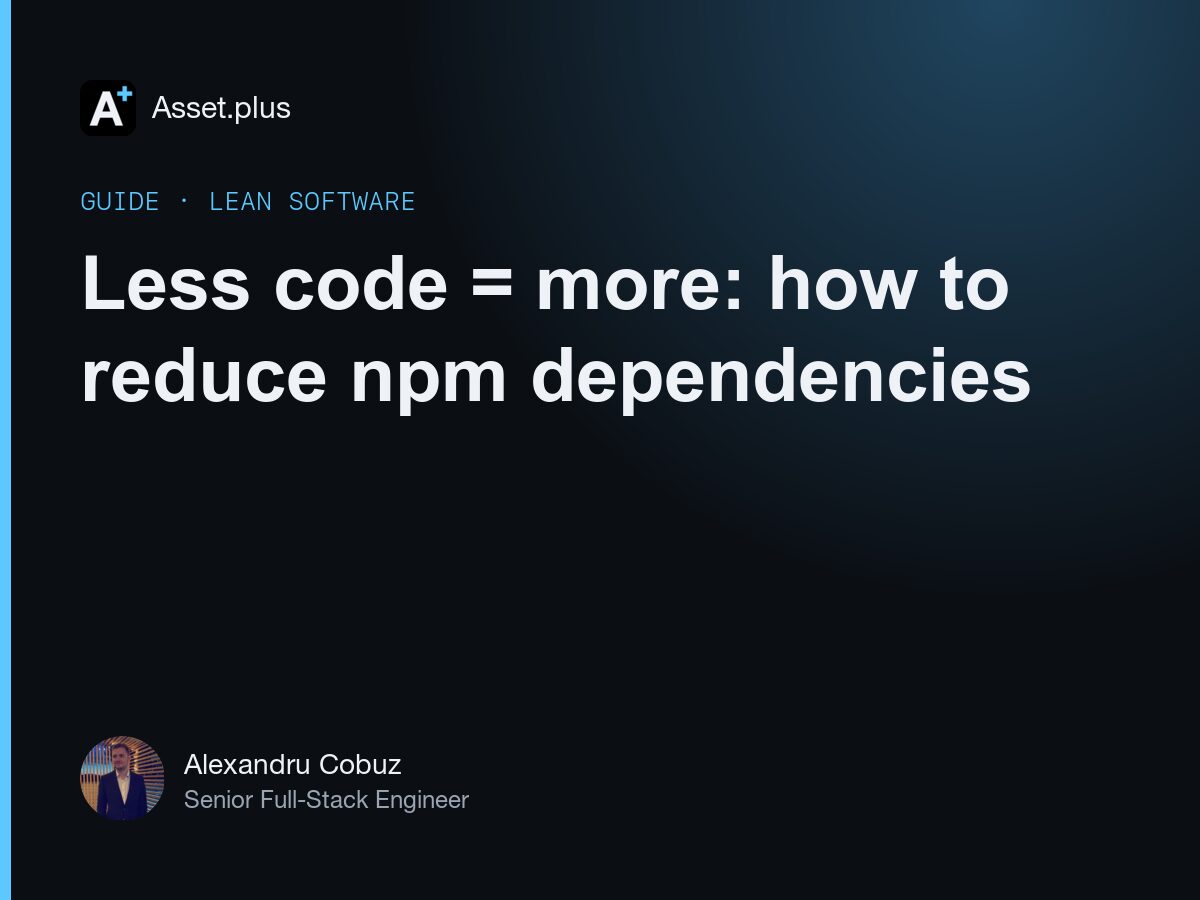 A+ Asset.plus
GUIDE · LEAN SOFTWARE
Less code = more: how to
reduce npm dependencies
Alexandru Cobuz
Senior Full-Stack Engineer